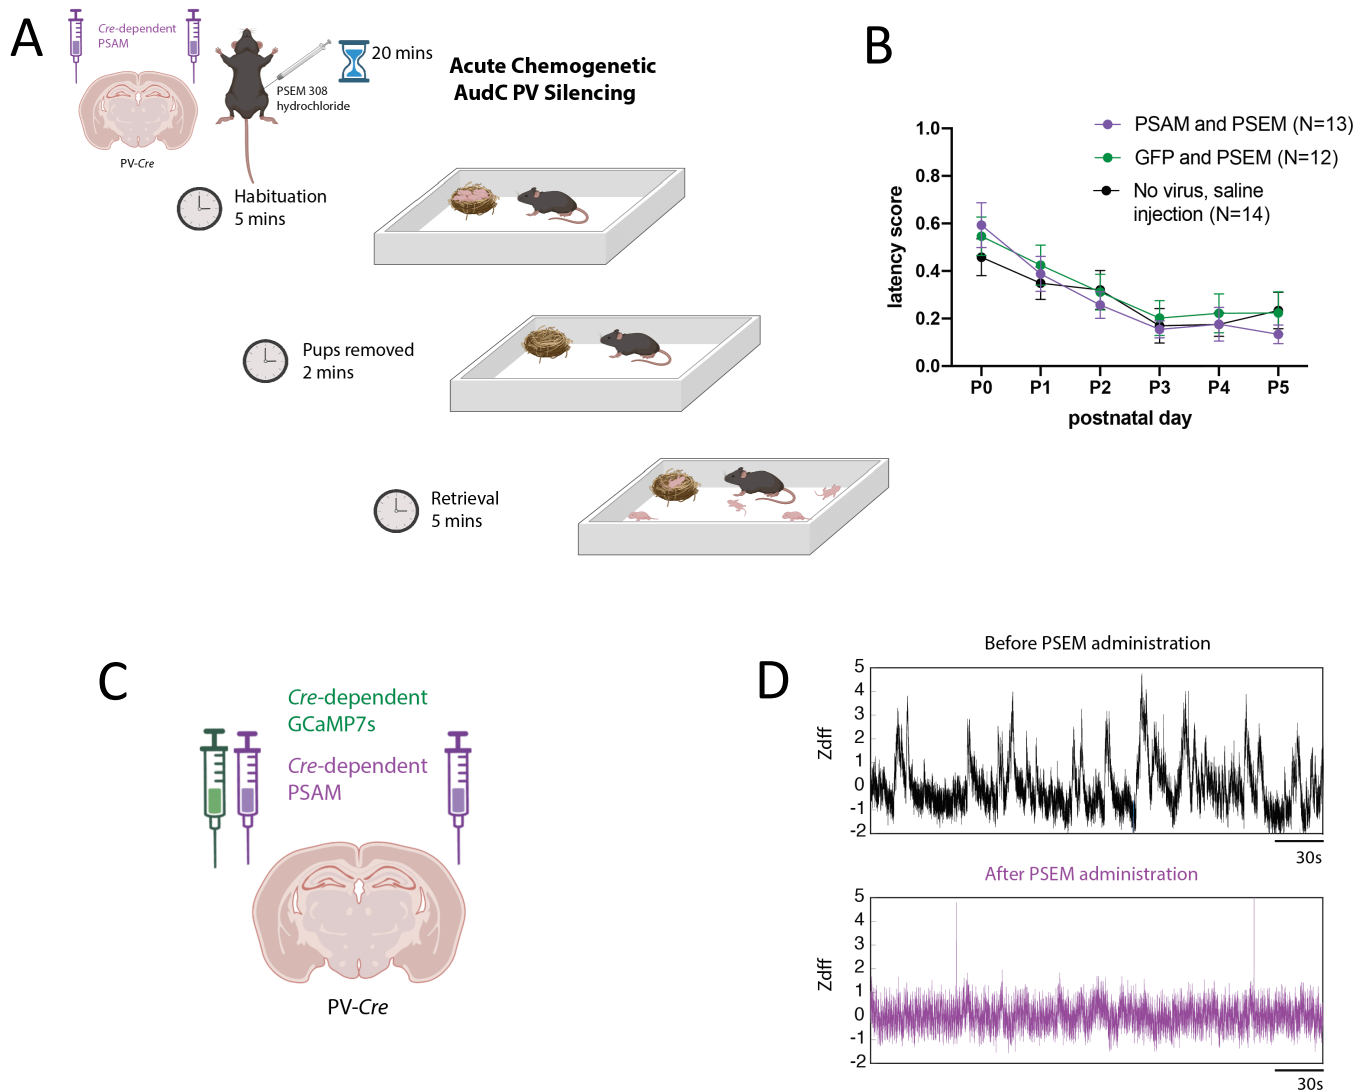 A
Cre-dependent
PSAM
20 mins
PSEM 308
hydrochloride
PV-Cre
Acute Chemogenetic
AudC PV Silencing
Habituation
5 mins
Pups removed
2 mins
Retrieval
5 mins
B
PSAM and PSEM (N=13)
GFP and PSEM (N=12)
No virus, saline
injection (N=14)
latency score
1.0
0.8
0.6
0.4
0.2
0.0
P0 P1 P2 P3 P4 P5
postnatal day
C
Cre-dependent
GCaMP7s
Cre-dependent
PSAM
PV-Cre
D
Before PSEM administration
Zdff
5
4
3
2
1
0
-1
-2
30s
After PSEM administration
Zdff
5
4
3
2
1
0
-1
-2
30s